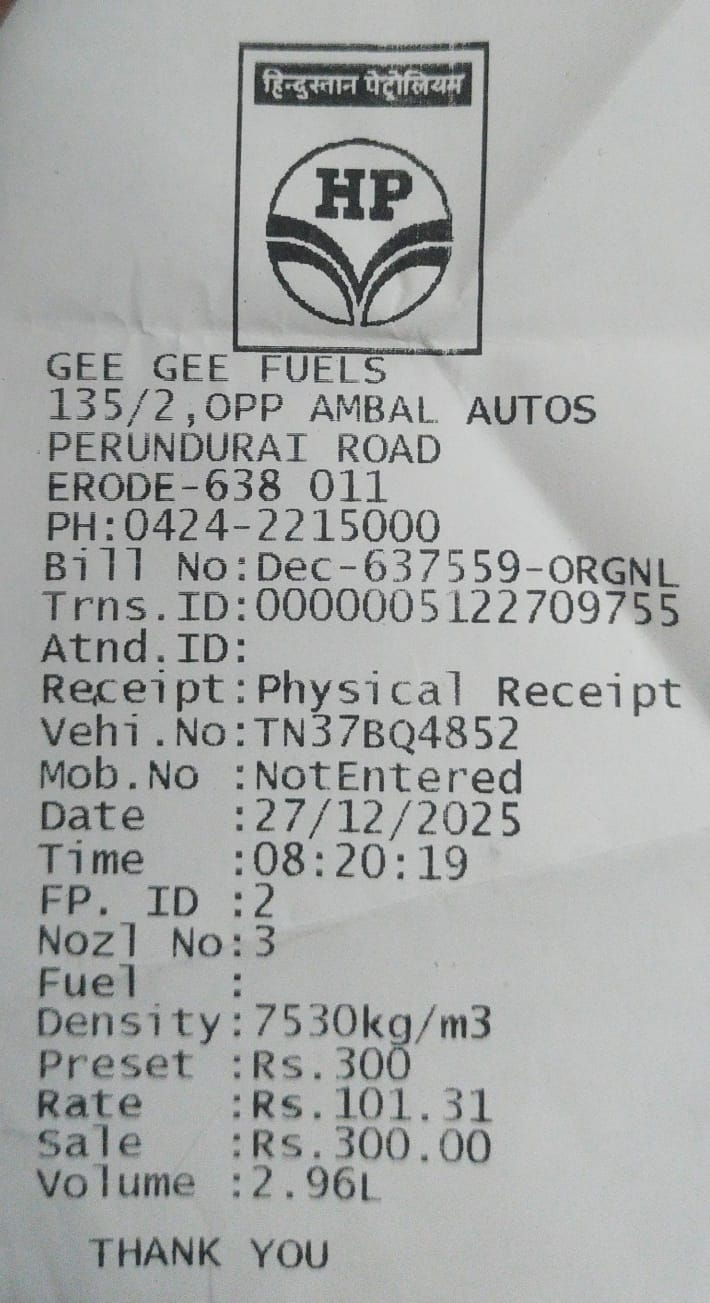 हिन्दुस्तान पेट्रोलियम
HP
GEE GEE FUELS
135/2,OPP AMBAL AUTOS
PERUNDURAI ROAD
ERODE-638 011
PH:0424-2215000
Bill No:Dec-637559-ORGNL
Trns.ID:0000005122709755
Atnd.ID:
Receipt:Physical Receipt
Vehi.No:TN37BQ4852
Mob.No :NotEntered
Date :27/12/2025
Time :08:20:19
FP. ID :2
Nozl No:3
Fuel :
Density:7530kg/m3
Preset :Rs.300
Rate :Rs.101.31
Sale :Rs.300.00
Volume :2.96L
THANK YOU